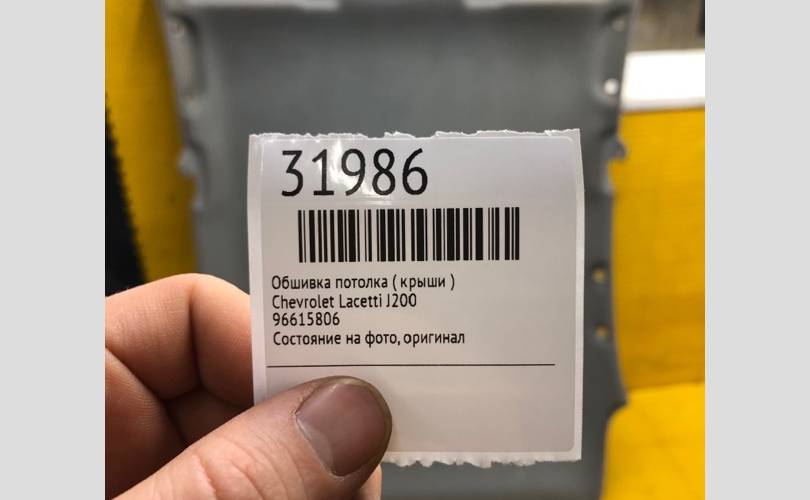 31986
Обшивка потолка ( крыши )
Chevrolet Lacetti J200
96615806
Состояние на фото, оригинал